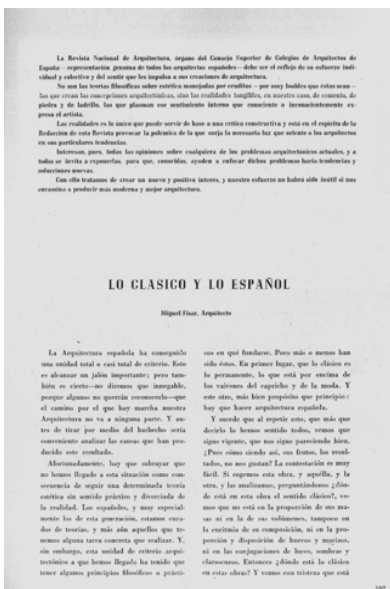 La Revista Nacional de Arquitectura, órgano del Consejo Superior de Colegios de Arquitectos de
España —representación genuina de todos los arquitectos españoles— debe ser el reflejo de su esfuerzo indi-
vidual y colectivo y del sentir que les impulsa a sus creaciones de arquitectura.
No son las teorías filosóficas sobre estética manejadas por eruditos —por muy loables que éstas sean—
las que crean las concepciones arquitectónicas, sino las realidades tangibles, en nuestro caso, de cemento, de
piedra y de ladrillo, las que plasman ese sentimiento interno que consciente o inconscientemente ex-
presa el artista.
Las realidades es lo único que puede servir de base a una crítica constructiva y está en el espíritu de la
Redacción de esta Revista provocar la polémica de la que surja la necesaria luz que oriente a los arquitectos
en sus particulares tendencias.
Interesan, pues, todas las opiniones sobre cualquiera de los problemas arquitectónicos actuales, y a
todos se invita a exponerlas, para que, conocidas, ayuden a enfocar dichos problemas hacia tendencias y
soluciones nuevas.
Con ello tratamos de crear un nuevo y positivo interés, y nuestro esfuerzo no habrá sido inútil si nos
encamina a producir más moderna y mejor arquitectura.
LO CLASICO Y LO ESPAÑOL
Miguel Fisac, Arquitecto
La Arquitectura española ha conseguido
una unidad total o casi total de criterio. Esto
es alcanzar un jalón importante; pero tam-
bién es cierto—no diremos que innegable,
porque algunos no querrán reconocerlo—que
el camino por el que hoy marcha nuestra
Arquitectura no va a ninguna parte. Y an-
tes de tirar por medio del barbecho sería
conveniente analizar las causas que han pro-
ducido este resultado.
Afortunadamente, hay que subrayar que
no hemos llegado a esta situación como con-
secuencia de seguir una determinada teoría
estética sin sentido práctico y divorciada de
la realidad. Los españoles, y muy especial-
mente los de esta generación, estamos cura-
dos de teorías, y más aún aquellos que te-
nemos alguna tarea concreta que realizar. Y,
sin embargo, esta unidad de criterio arqui-
tectónico a que hemos llegado ha tenido que
tener algunos principios filosóficos o prácti-
cos en qué fundarse. Poco más o menos han
sido éstos. En primer lugar, que lo clásico es
lo permanente, lo que está por encima de
los vaivenes del capricho y de la moda. Y
este otro, más bien propósito que principio:
hay que hacer arquitectura española.
Y sucede que al repetir esto, que más que
decirlo lo hemos sentido todos, vemos que
sigue vigente, que nos sigue pareciendo bien.
¿Pues cómo siendo así, sus frutos, los resul-
tados, no nos gustan? La contestación es muy
fácil. Si cogemos esta obra, y aquélla, y la
otra, y las analizamos, preguntándonos ¿dón-
de está en esta obra el sentido clásico?, ve-
mos que no está en la proporción de sus ma-
sas ni en la de sus volúmenes, tampoco en
la euritmia de su composición, ni en la pro-
porción y disposición de huecos y macizos,
ni en las conjugaciones de luces, sombras y
claroscuros. Entonces ¿dónde está lo clásico
en estas obras? Y vemos con tristeza que está
197